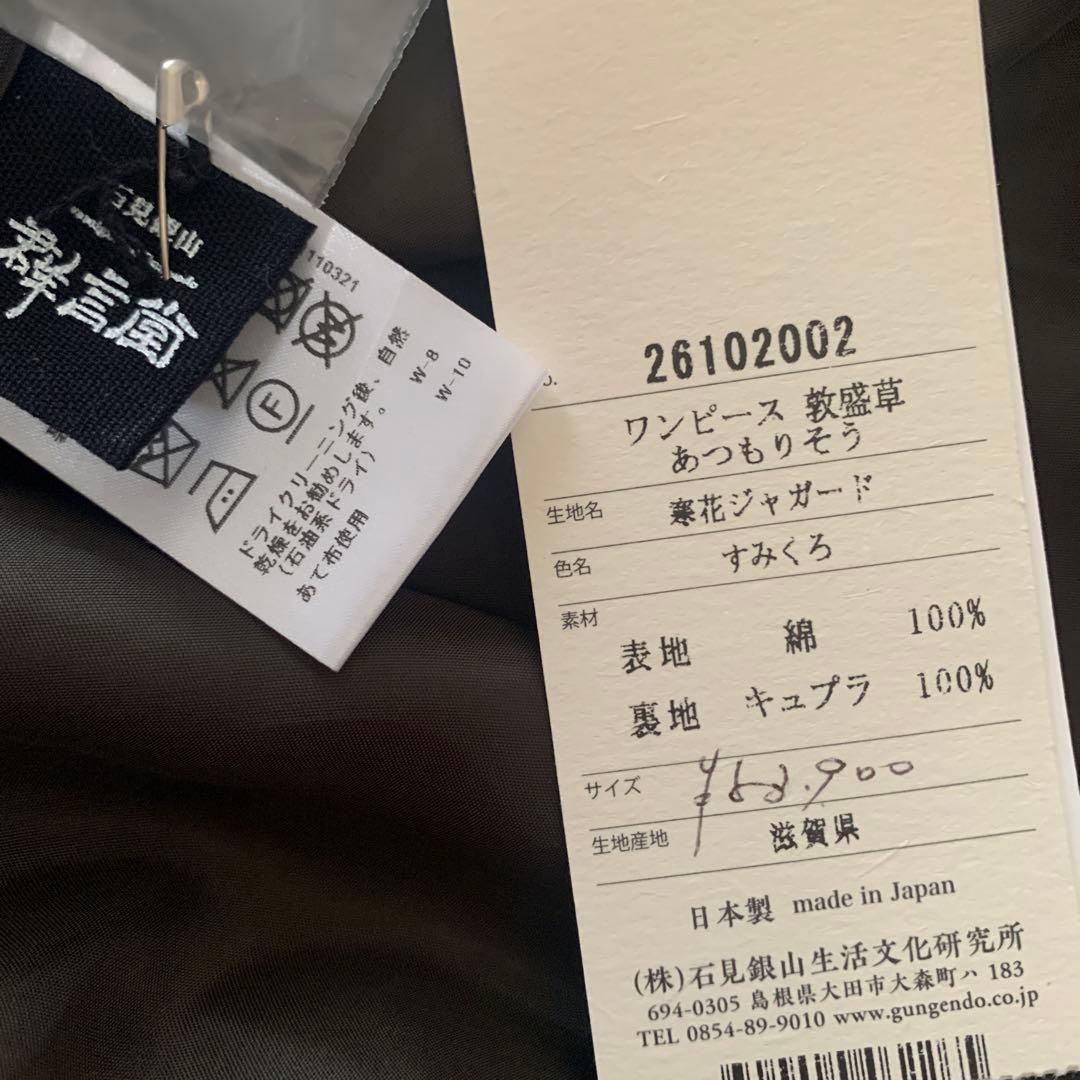 石見銀山
群言堂
110321
F
ドライクリーニング後、自然
乾燥をお勧めします。
(石油系ドライ)
あて布使用
W-8
W-10
26102002
ワンピース 敦盛草
あつもりそう
生地名 寒花ジャガード
色名 すみくろ
素材
表地 綿 100%
裏地 キュプラ 100%
サイズ
生地産地 滋賀県
日本製 made in Japan
(株)石見銀山生活文化研究所
694-0305 島根県大田市大森町ハ 183
TEL 0854-89-9010 www.gungendo.co.jp